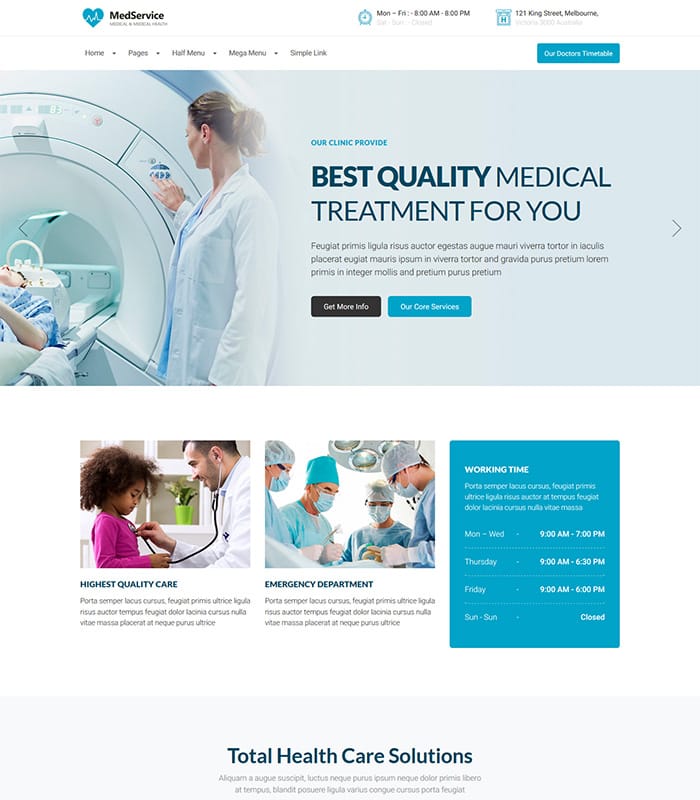 MedService
MEDICAL & MEDICAL HEALTH
Mon – Fri : - 8:00 AM - 8:00 PM
Sat - Sun : - Closed
121 King Street, Melbourne,
Victoria 3000 Australia
Home
Pages
Half Menu
Mega Menu
Simple Link
Our Doctors Timetable
83
OUR CLINIC PROVIDE
BEST QUALITY MEDICAL
TREATMENT FOR YOU
Feugiat primis ligula risus auctor egestas augue mauri viverra tortor in iaculis
placerat eugiat mauris ipsum in viverra tortor and gravida purus pretium lorem
primis in integer mollis and pretium purus pretium
Get More Info
Our Core Services
HIGHEST QUALITY CARE
Porta semper lacus cursus, feugiat primis ultrice ligula
risus auctor at tempus feugiat dolor lacinia cursus nulla
vitae massa placerat at neque purus ultrice
EMERGENCY DEPARTMENT
Porta semper lacus cursus, feugiat primis ultrice ligula
risus auctor at tempus feugiat dolor lacinia cursus nulla
vitae massa placerat at neque purus ultrice
WORKING TIME
Porta semper lacus cursus, feugiat primis
ultrice ligula risus auctor at tempus feugiat
dolor lacinia cursus nulla vitae massa
Mon – Wed - 9:00 AM - 7:00 PM
Thursday - 9:00 AM - 6:30 PM
Friday - 9:00 AM - 6:00 PM
Sun - Sun - Closed
Total Health Care Solutions
Aliquam a augue suscipit, luctus neque purus ipsum neque dolor primis libero
at tempus, blandit posuere ligula varius congue cursus porta feugiat